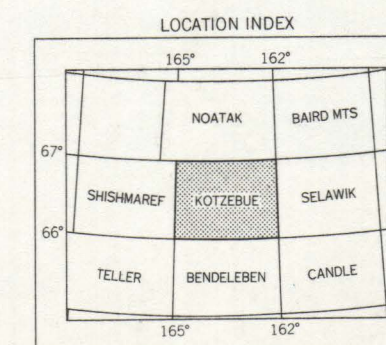 LOCATION INDEX
165° 162°
NOATAK BAIRD MTS
67°
SHISHMAREF KOTZEBUE SELAWIK
66°
TELLER BENDELEBEN CANDLE
165° 162°